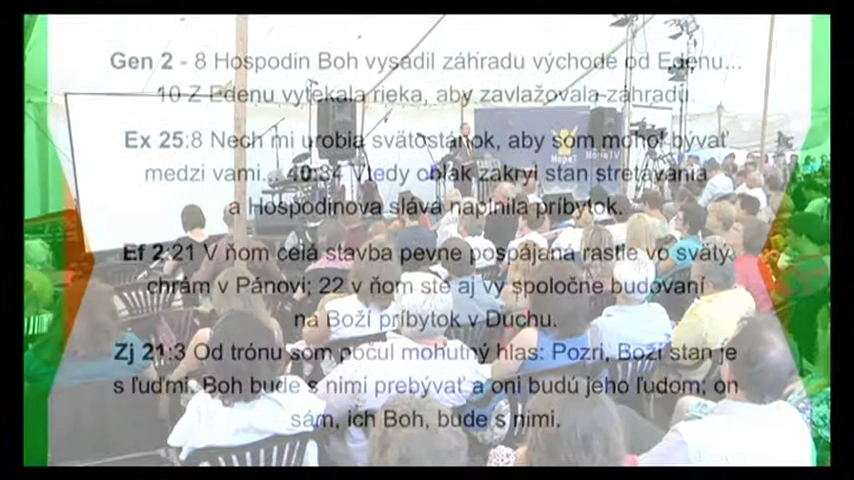 Gen 2 - 8 Hospodin Boh vysadil záhradu východe od Edenu...
10 Z Edenu vytekala rieka, aby zavlažovala záhradu.
Ex 25:8 Nech mi urobia svätostánok, aby som mohol bývať
medzi vami... 40:34 Vtedy oblak zakryl stan stretávania
a Hospodinova sláva naplnila príbytok.
Ef 2:21 V ňom celá stavba pevne pospájaná rastie vo svätý
chrám v Pánovi; 22 v ňom ste aj vy spoločne budovaní
na Boží príbytok v Duchu.
Zj 21:3 Od trónu som počul mohutný hlas: Pozri, Boží stan je
s ľuďmi. Boh bude s nimi prebývať a oni budú jeho ľudom; on
sám, ich Boh, bude s nimi.
HopeTV